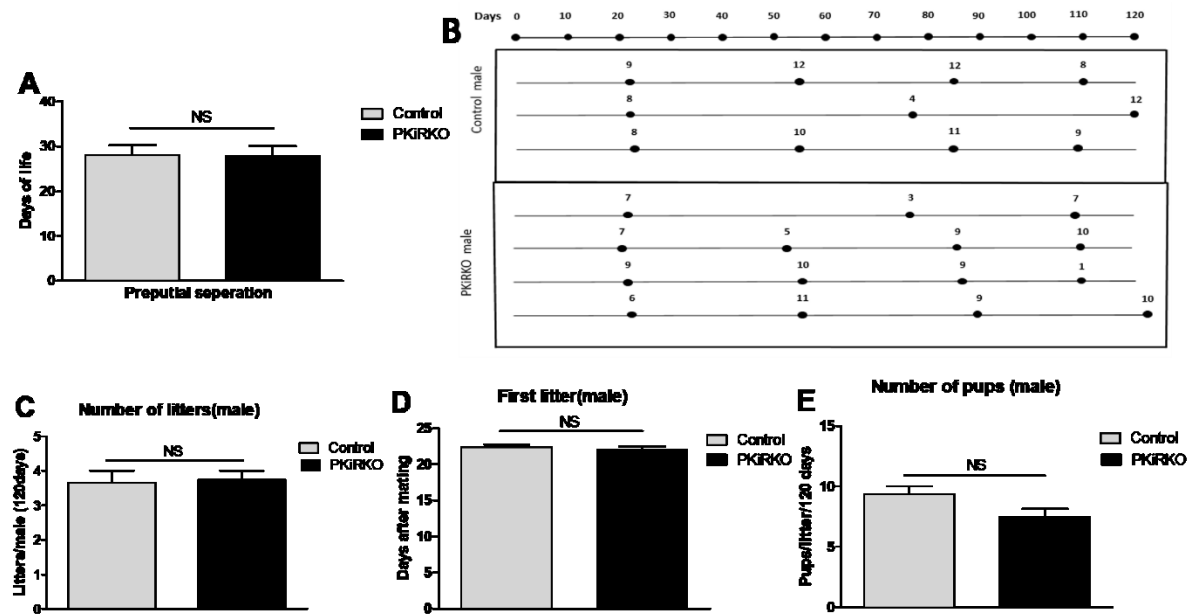 A
40
30
20
10
0
Days of life
NS
Preputial seperation
Control
PKiRKO
B
Days 0 10 20 30 40 50 60 70 80 90 100 110 120
Control male
9 12 12 8
8 4 12
8 10 11 9
PKiRKO male
7 3 7
7 5 9 10
9 10 9 1
6 11 9 10
C
Number of litters(male)
5
4
3
2
1
0
Litters/male (120days)
NS
Control
PKiRKO
D
First litter(male)
25
20
15
10
5
0
Days after mating
NS
Control
PKiRKO
E
Number of pups (male)
15
10
5
0
Pups/litter/120 days
NS
Control
PKiRKO